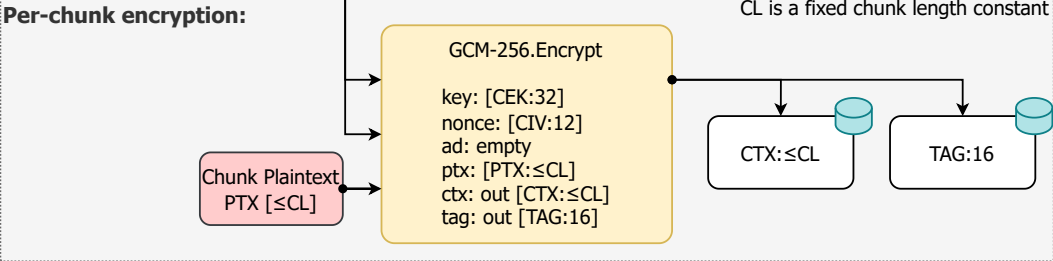 CL is a fixed chunk length constant
Per-chunk encryption:
GCM-256.Encrypt
key: [CEK:32]
nonce: [CIV:12]
ad: empty
ptx: [PTX:≤CL]
ctx: out [CTX:≤CL]
tag: out [TAG:16]
Chunk Plaintext
PTX [≤CL]
CTX:≤CL
TAG:16